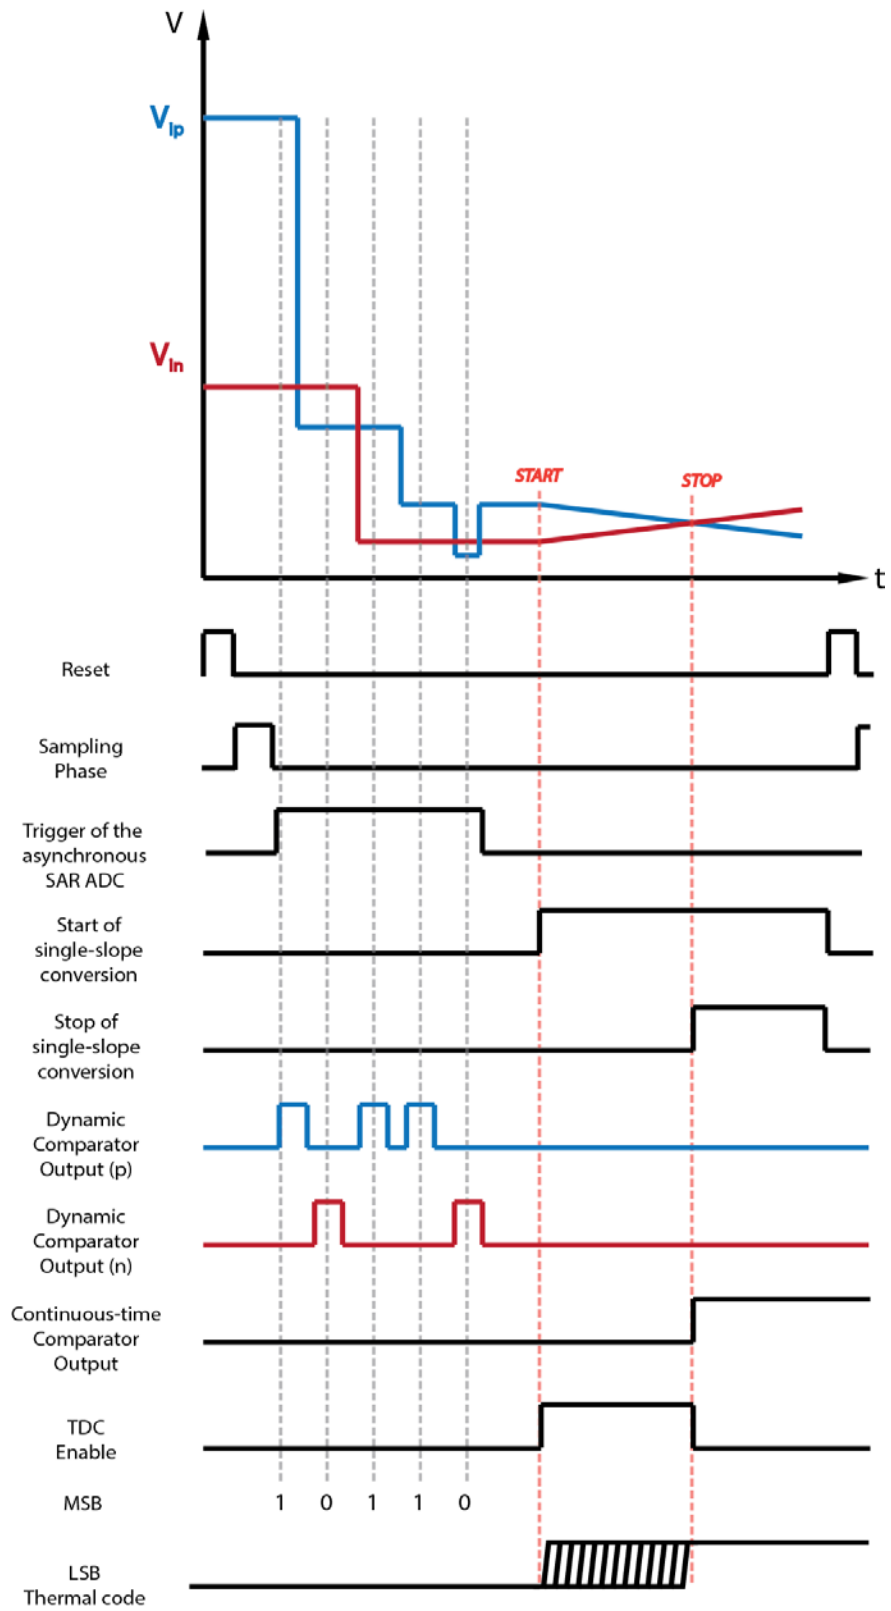 V
VIp
VIn
START
STOP
t
Reset
Sampling
Phase
Trigger of the
asynchronous
SAR ADC
Start of
single-slope
conversion
Stop of
single-slope
conversion
Dynamic
Comparator
Output (p)
Dynamic
Comparator
Output (n)
Continuous-time
Comparator
Output
TDC
Enable
MSB 1 0 1 1 0
LSB
Thermal code